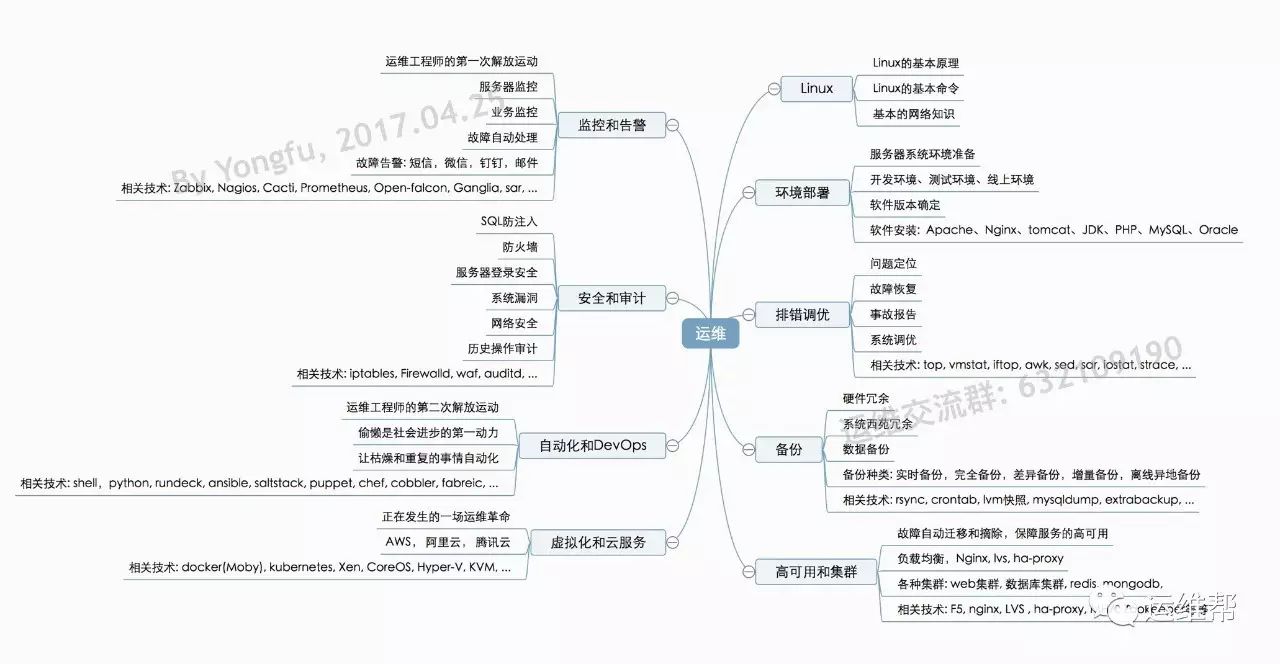 运维
监控和告警
运维工程师的第一次解放运动
服务器监控
业务监控
故障自动处理
故障告警: 短信，微信，钉钉，邮件
相关技术: Zabbix, Nagios, Cacti, Prometheus, Open-falcon, Ganglia, sar, ...
安全和审计
SQL防注入
防火墙
服务器登录安全
系统漏洞
网络安全
历史操作审计
相关技术: iptables, Firewalld, waf, auditd, ...
自动化和DevOps
运维工程师的第二次解放运动
偷懒是社会进步的第一动力
让枯燥和重复的事情自动化
相关技术: shell，python, rundeck, ansible, saltstack, puppet, chef, cobbler, fabreic, ...
虚拟化和云服务
正在发生的一场运维革命
AWS， 阿里云， 腾讯云
相关技术: docker(Moby), kubernetes, Xen, CoreOS, Hyper-V, KVM, ...
Linux
Linux的基本原理
Linux的基本命令
基本的网络知识
环境部署
服务器系统环境准备
开发环境、测试环境、线上环境
软件版本确定
软件安装: Apache、Nginx、tomcat、JDK、PHP、MySQL、Oracle
排错调优
问题定位
故障恢复
事故报告
系统调优
相关技术: top, vmstat, iftop, awk, sed, sar, iostat, strace, ...
备份
硬件冗余
系统西苑冗余
数据备份
备份种类: 实时备份，完全备份，差异备份，增量备份，离线异地备份
相关技术: rsync, crontab, lvm快照, mysqldump, extrabackup, ...
高可用和集群
故障自动迁移和摘除，保障服务的高可用
负载均衡，Nginx, lvs, ha-proxy
各种集群: web集群, 数据库集群, redis, mongodb,
相关技术: F5, nginx, LVS , ha-proxy,
By Yongfu, 2017.04.25
运维交流群: 632109190
运维帮